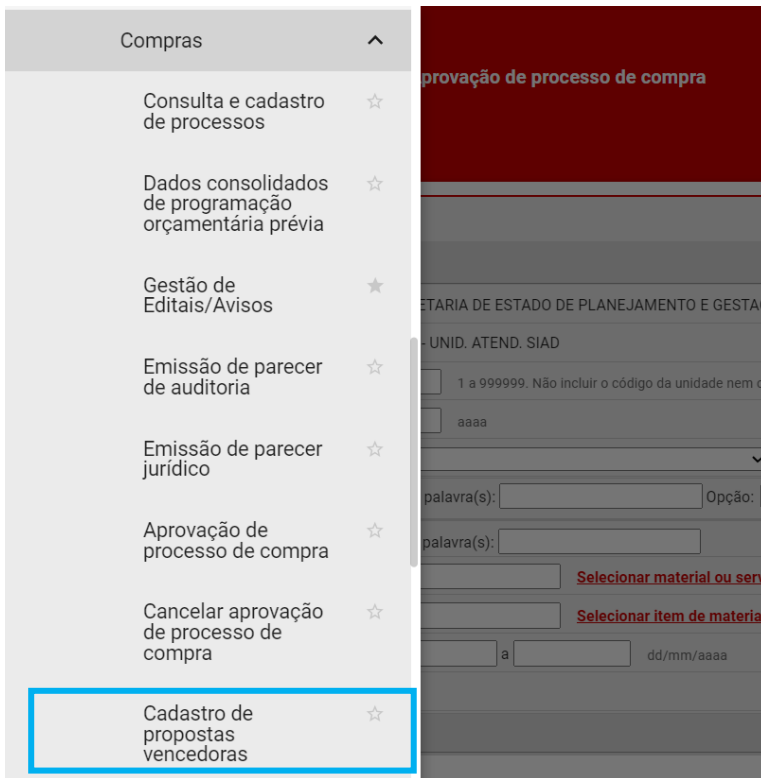 Compras
Consulta e cadastro
de processos
Dados consolidados
de programação
orçamentária prévia
Gestão de
Editais/Avisos
Emissão de parecer
de auditoria
Emissão de parecer
jurídico
Aprovação de
processo de compra
Cancelar aprovação
de processo de
compra
Cadastro de
propostas
vencedoras
provação de processo de compra
ETARIA DE ESTADO DE PLANEJAMENTO E GESTA
- UNID. ATEND. SIAD
1 a 999999. Não incluir o código da unidade nem
aaaa
palavra(s): Opção:
palavra(s):
Selecionar material ou serv
Selecionar item de materia
a dd/mm/aaaa